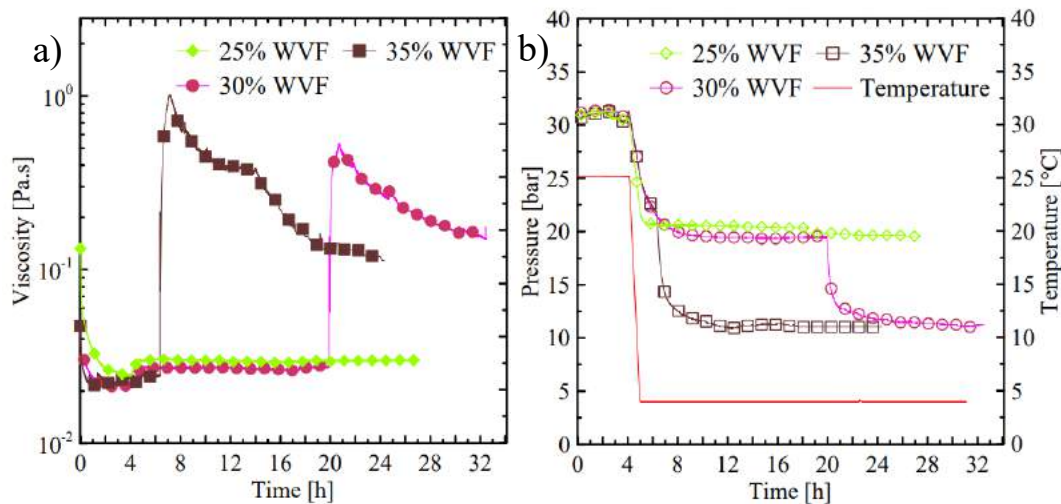 a)
25% WVF 35% WVF
30% WVF
10⁰
10⁻¹
10⁻²
Viscosity [Pa.s]
0 4 8 12 16 20 24 28 32
Time [h]
b)
25% WVF 35% WVF
30% WVF Temperature
40
35
30
25
20
15
10
5
0
Pressure [bar]
0 4 8 12 16 20 24 28 32
Time [h]
40
35
30
25
20
15
10
5
0
Temperature [°C]